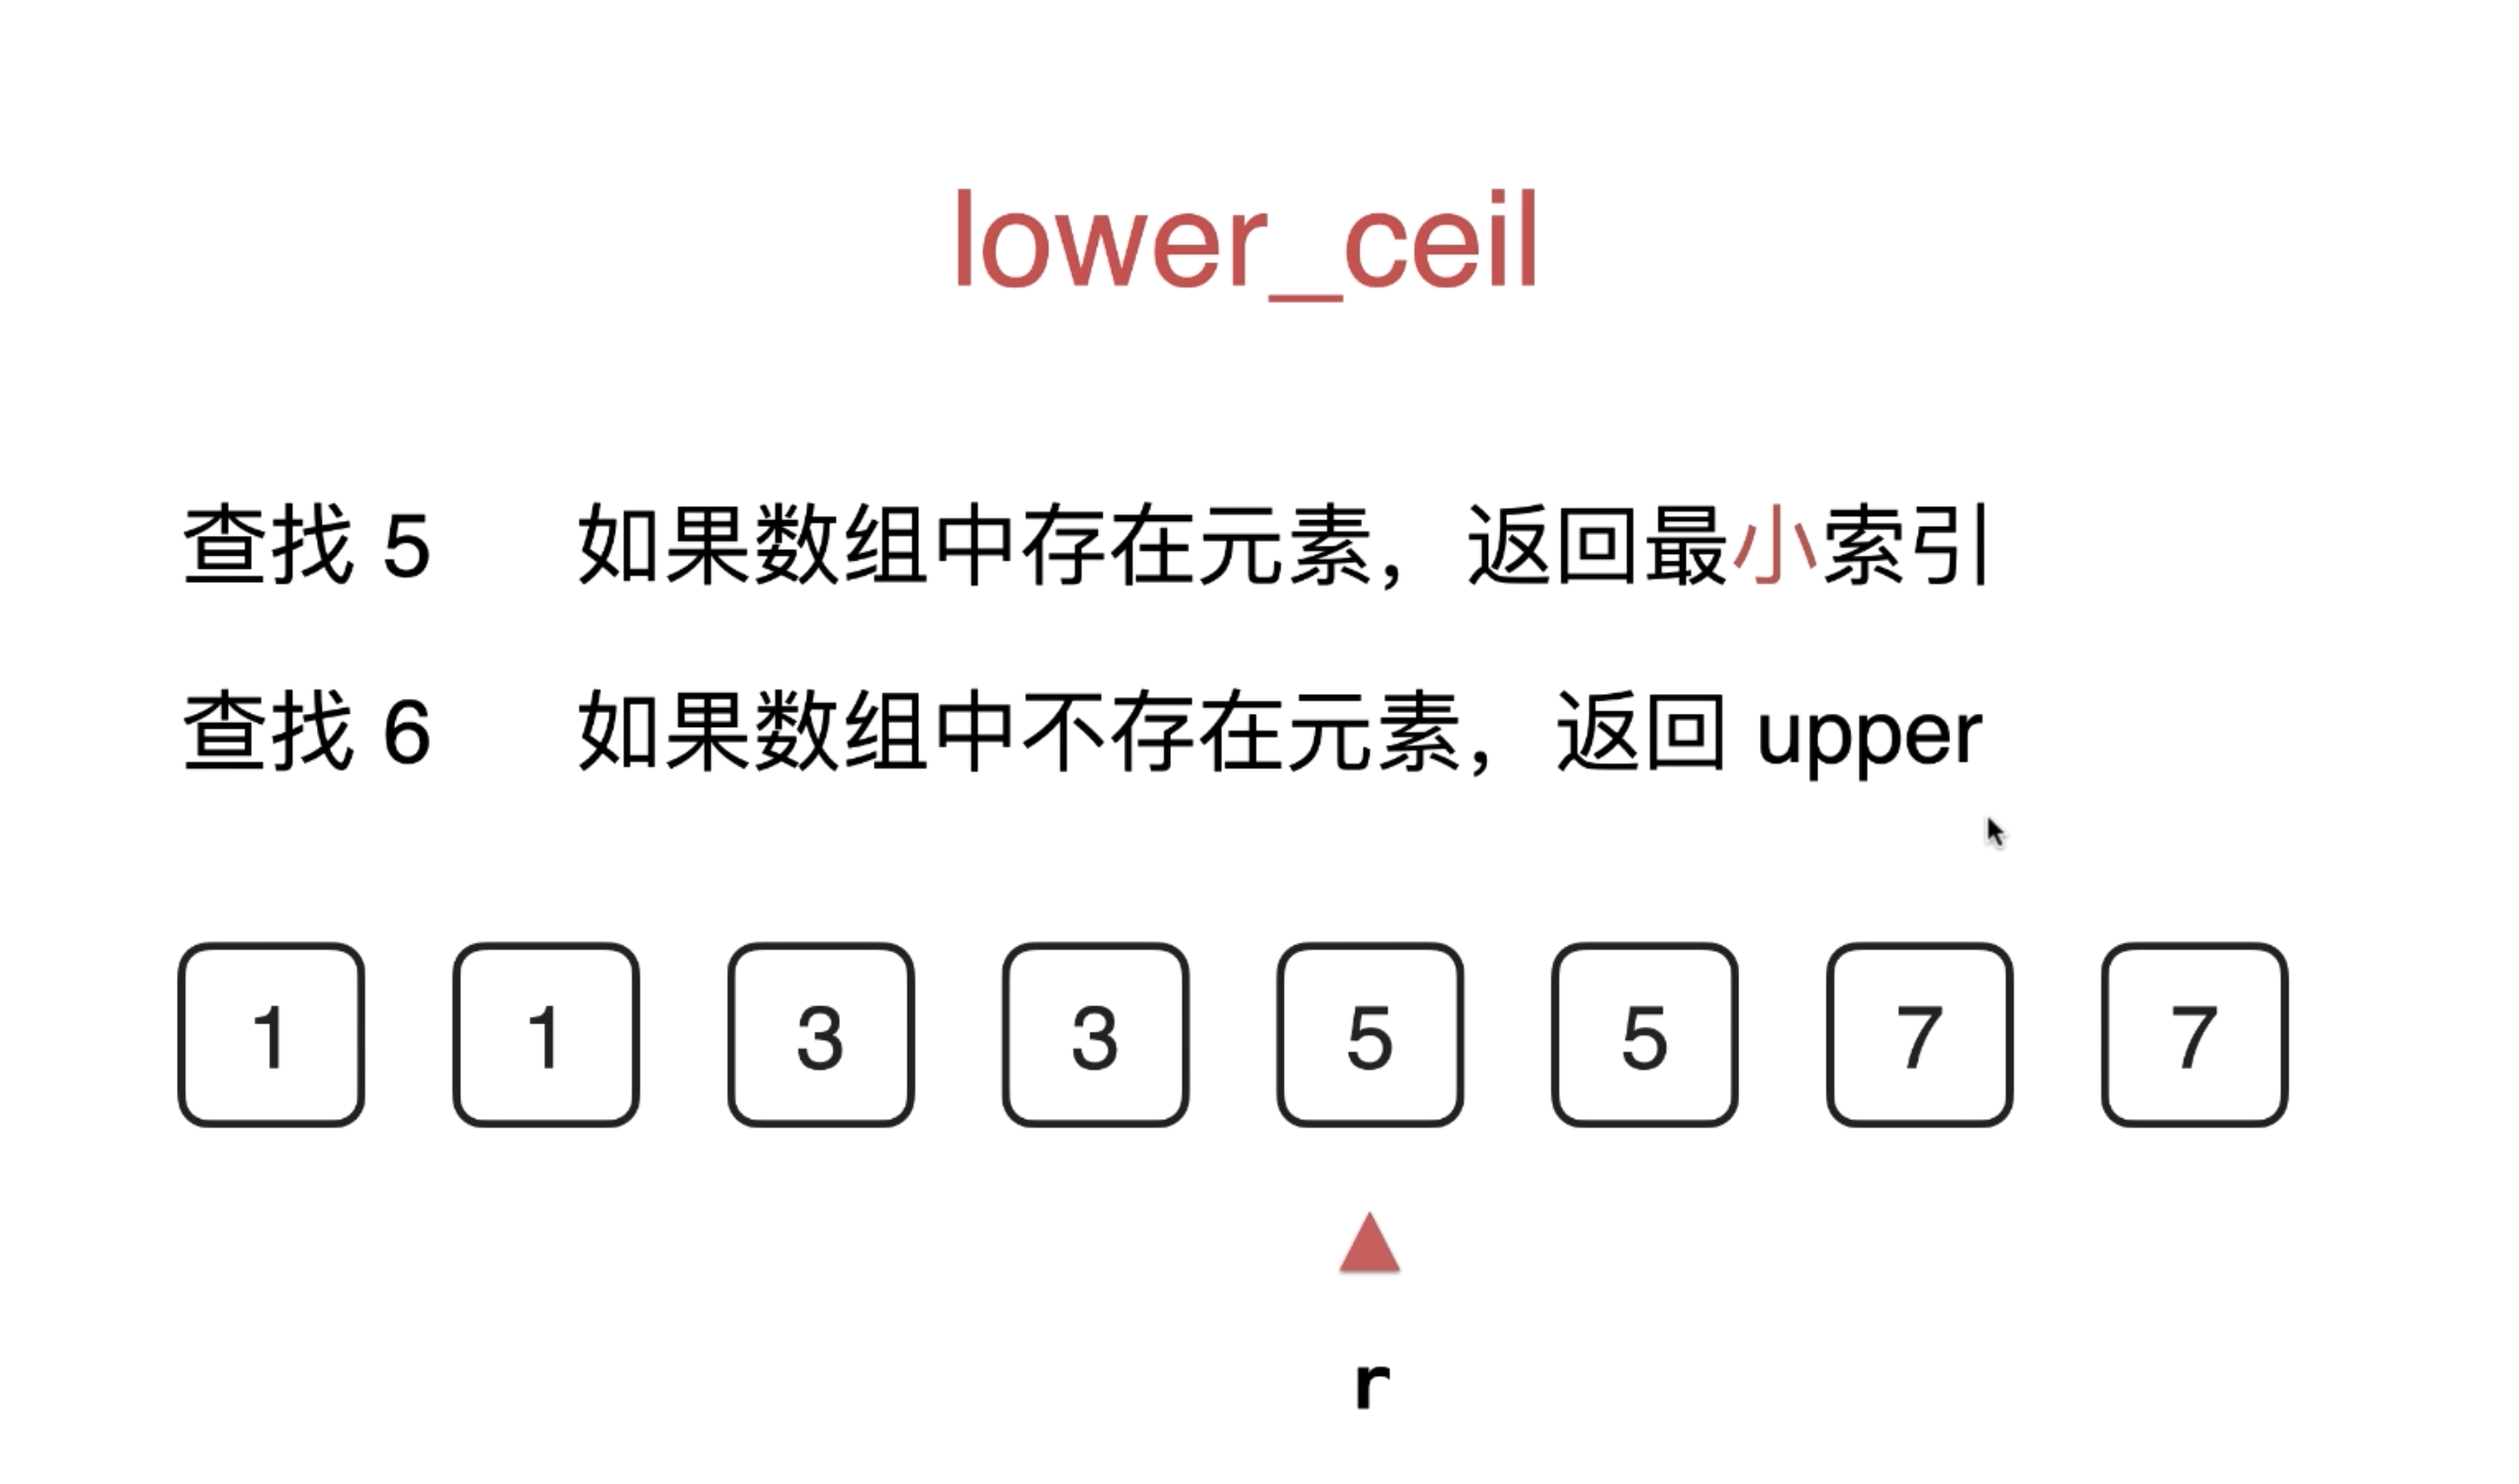 lower_ceil
查找 5 如果数组中存在元素，返回最小索引
查找 6 如果数组中不存在元素，返回 upper
1 1 3 3 5 5 7 7
r